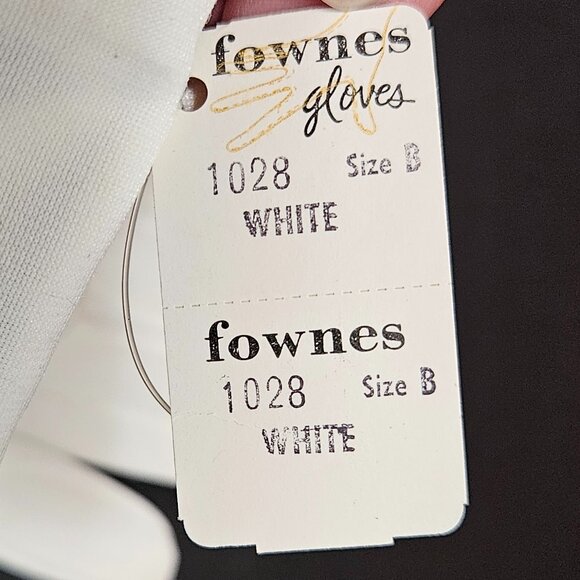 fownes
gloves
1028 Size B
WHITE
fownes
1028 Size B
WHITE